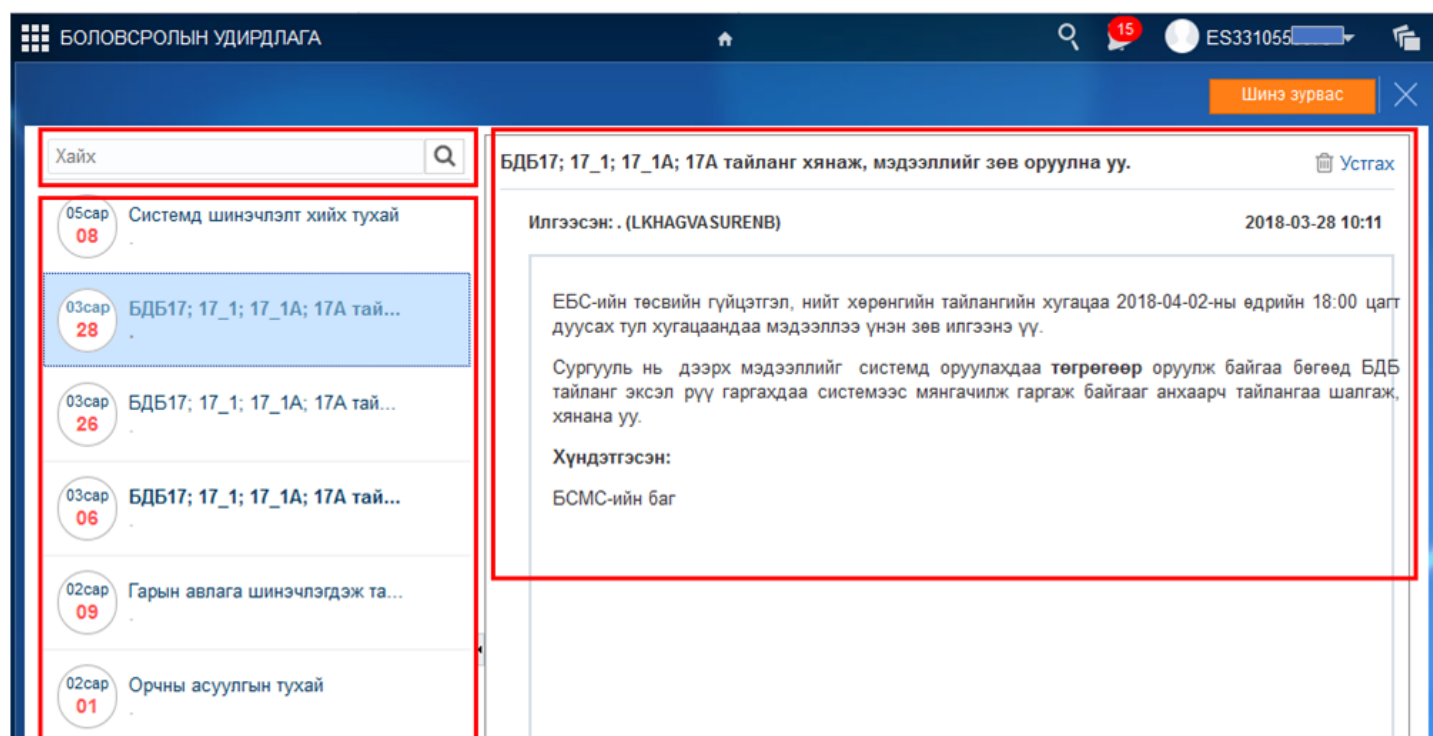 БОЛОВСРОЛЫН УДИРДЛАГА
15
ES331055
Шинэ зурвас
Хайх
05сар
08
Системд шинэчлэлт хийх тухай
.
03сар
28
БДБ17; 17_1; 17_1А; 17А тай...
.
03сар
26
БДБ17; 17_1; 17_1А; 17А тай...
.
03сар
06
БДБ17; 17_1; 17_1А; 17А тай...
.
02сар
09
Гарын авлага шинэчлэгдэж та...
.
02сар
01
Орчны асуулгын тухай
.
БДБ17; 17_1; 17_1А; 17А тайланг хянаж, мэдээллийг зөв оруулна уу.
Устгах
Илгээсэн: . (LKHAGVASURENB)
2018-03-28 10:11
ЕБС-ийн төсвийн гүйцэтгэл, нийт хөрөнгийн тайлангийн хугацаа 2018-04-02-ны өдрийн 18:00 цагт
дуусах тул хугацаандаа мэдээллээ үнэн зөв илгээнэ үү.
Сургууль нь дээрх мэдээллийг системд оруулахдаа төгрөгөөр оруулж байгаа бөгөөд БДБ
тайланг эксэл рүү гаргахдаа системээс мянгачилж гаргаж байгааг анхаарч тайлангаа шалгаж,
хянана уу.
Хүндэтгэсэн:
БСМС-ийн баг